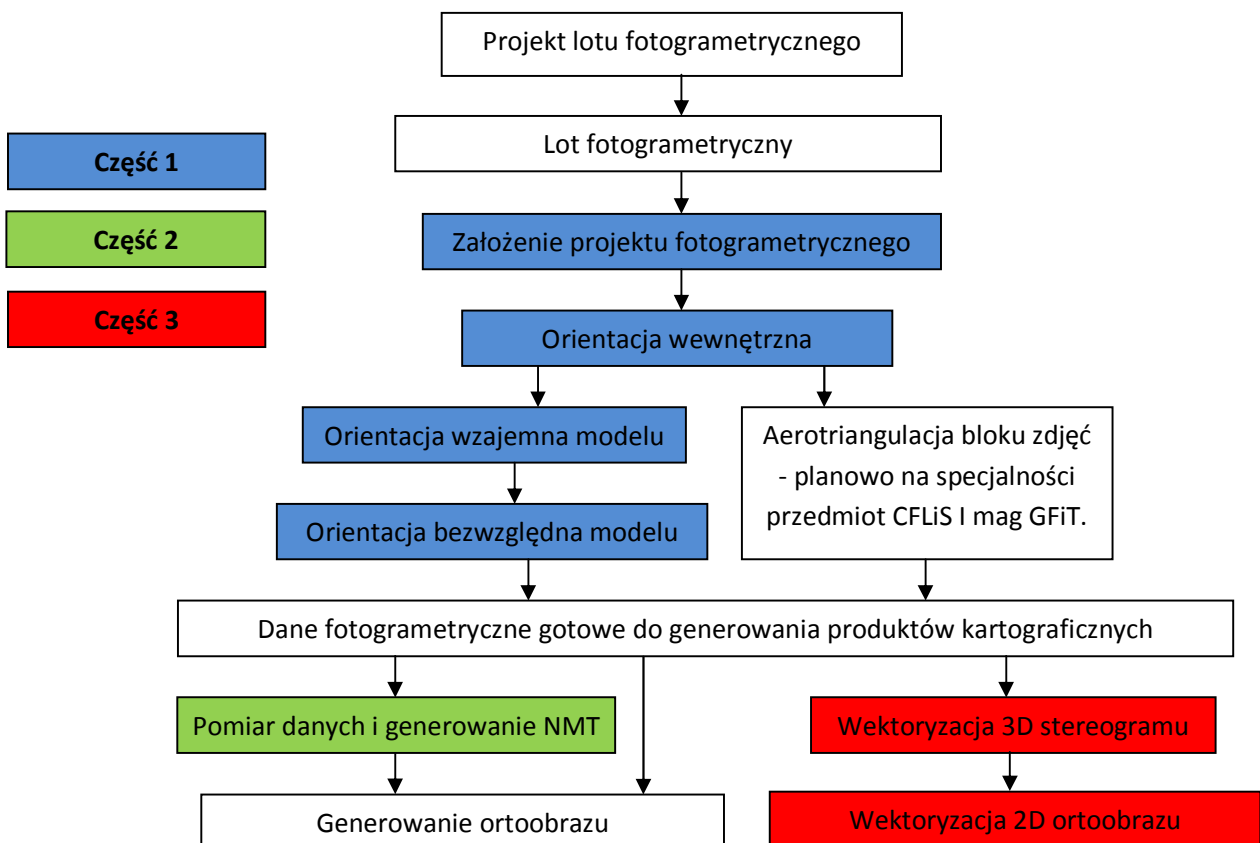 Projekt lotu fotogrametrycznego
Lot fotogrametryczny
Część 1
Część 2
Część 3
Założenie projektu fotogrametrycznego
Orientacja wewnętrzna
Orientacja wzajemna modelu
Orientacja bezwzględna modelu
Aerotriangulacja bloku zdjęć
- planowo na specjalności
przedmiot CFLiS I mag GFiT.
Dane fotogrametryczne gotowe do generowania produktów kartograficznych
Pomiar danych i generowanie NMT
Wektoryzacja 3D stereogramu
Generowanie ortoobrazu
Wektoryzacja 2D ortoobrazu